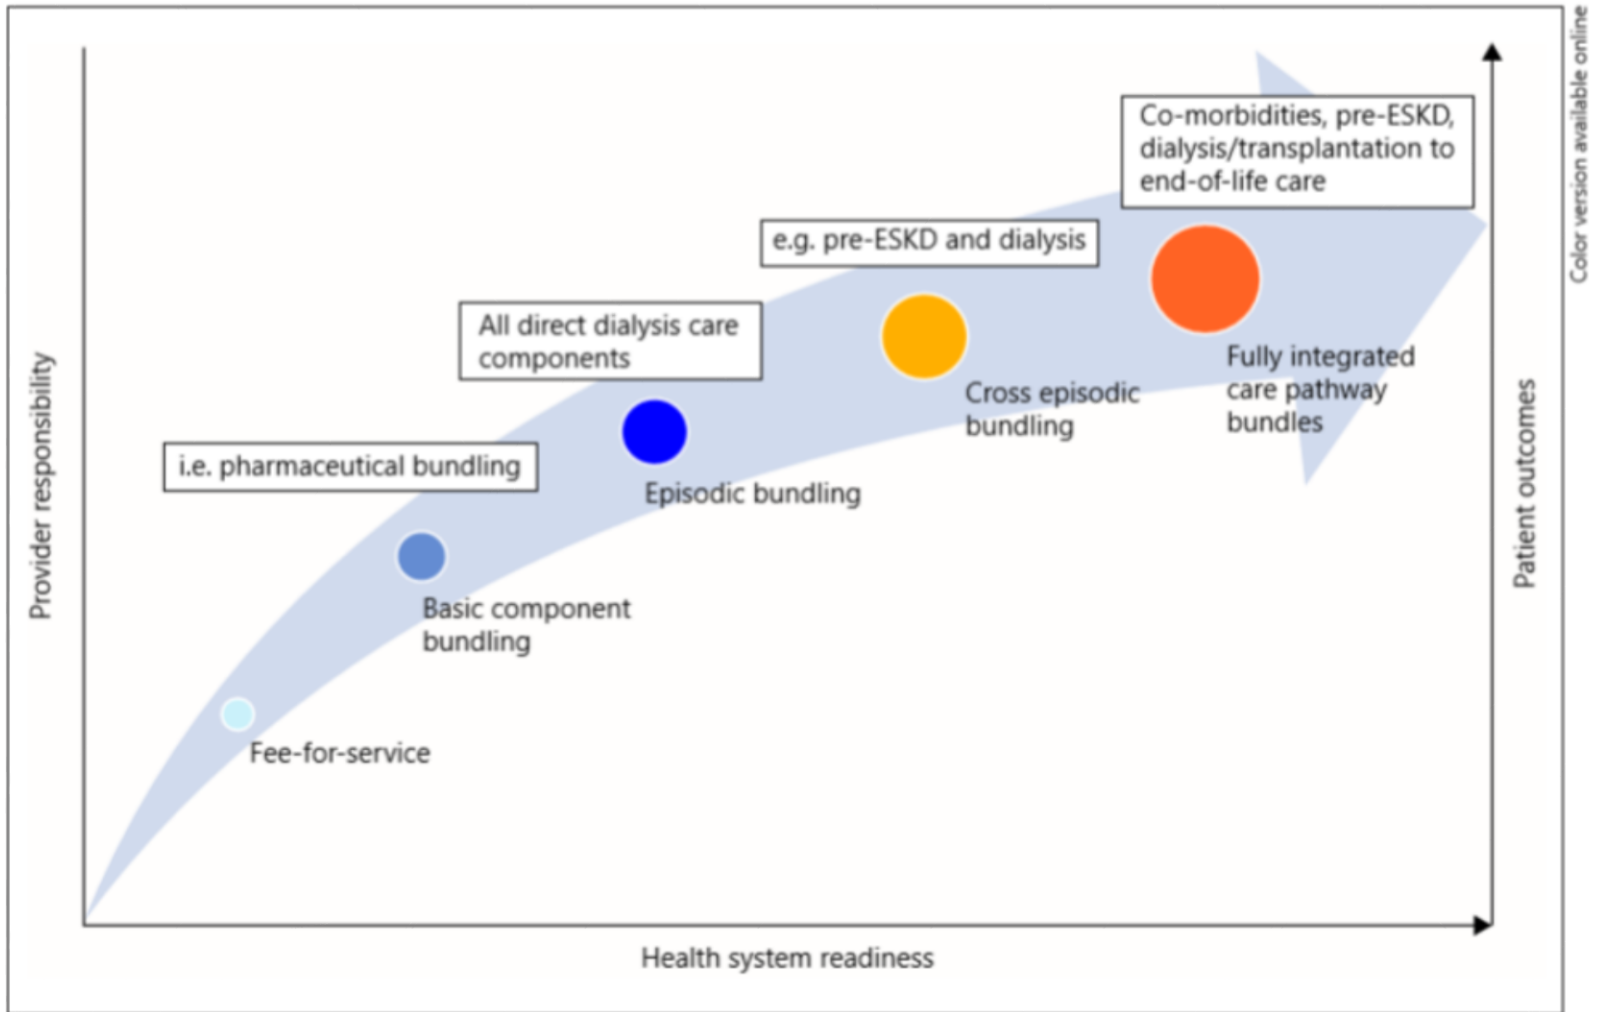 Color version available online
Co-morbidities, pre-ESKD,
dialysis/transplantation to
end-of-life care
e.g. pre-ESKD and dialysis
All direct dialysis care
components
Fully integrated
care pathway
bundles
Cross episodic
bundling
i.e. pharmaceutical bundling
Episodic bundling
Basic component
bundling
Fee-for-service
Provider responsibility
Patient outcomes
Health system readiness